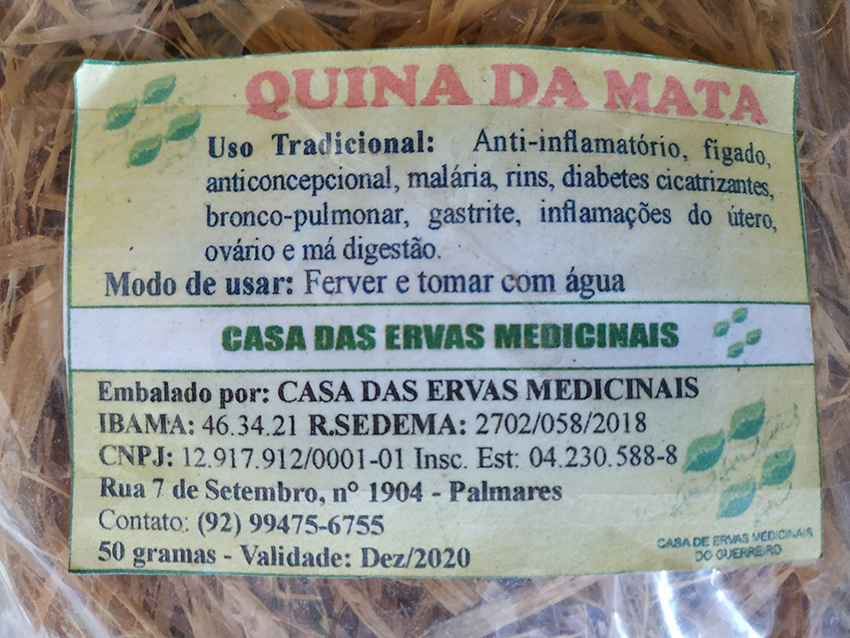 QUINA DA MATA
Uso Tradicional: Anti-inflamatório, fígado,
anticoncepcional, malária, rins, diabetes cicatrizantes,
bronco-pulmonar, gastrite, inflamações do útero,
ovário e má digestão.
Modo de usar: Ferver e tomar com água
CASA DAS ERVAS MEDICINAIS
Embalado por: CASA DAS ERVAS MEDICINAIS
IBAMA: 46.34.21 R.SEDEMA: 2702/058/2018
CNPJ: 12.917.912/0001-01 Insc. Est: 04.230.588-8
Rua 7 de Setembro, nº 1904 - Palmares
Contato: (92) 99475-6755
50 gramas - Validade: Dez/2020
CASA DE ERVAS MEDICINAIS
DO GUERREIRO